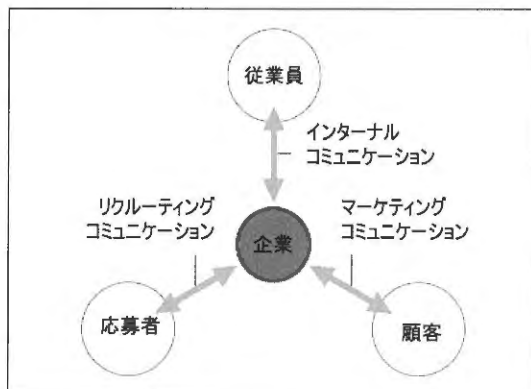 従業員
インターナル
コミュニケーション
リクルーティング
コミュニケーション
マーケティング
コミュニケーション
企業
応募者
顧客